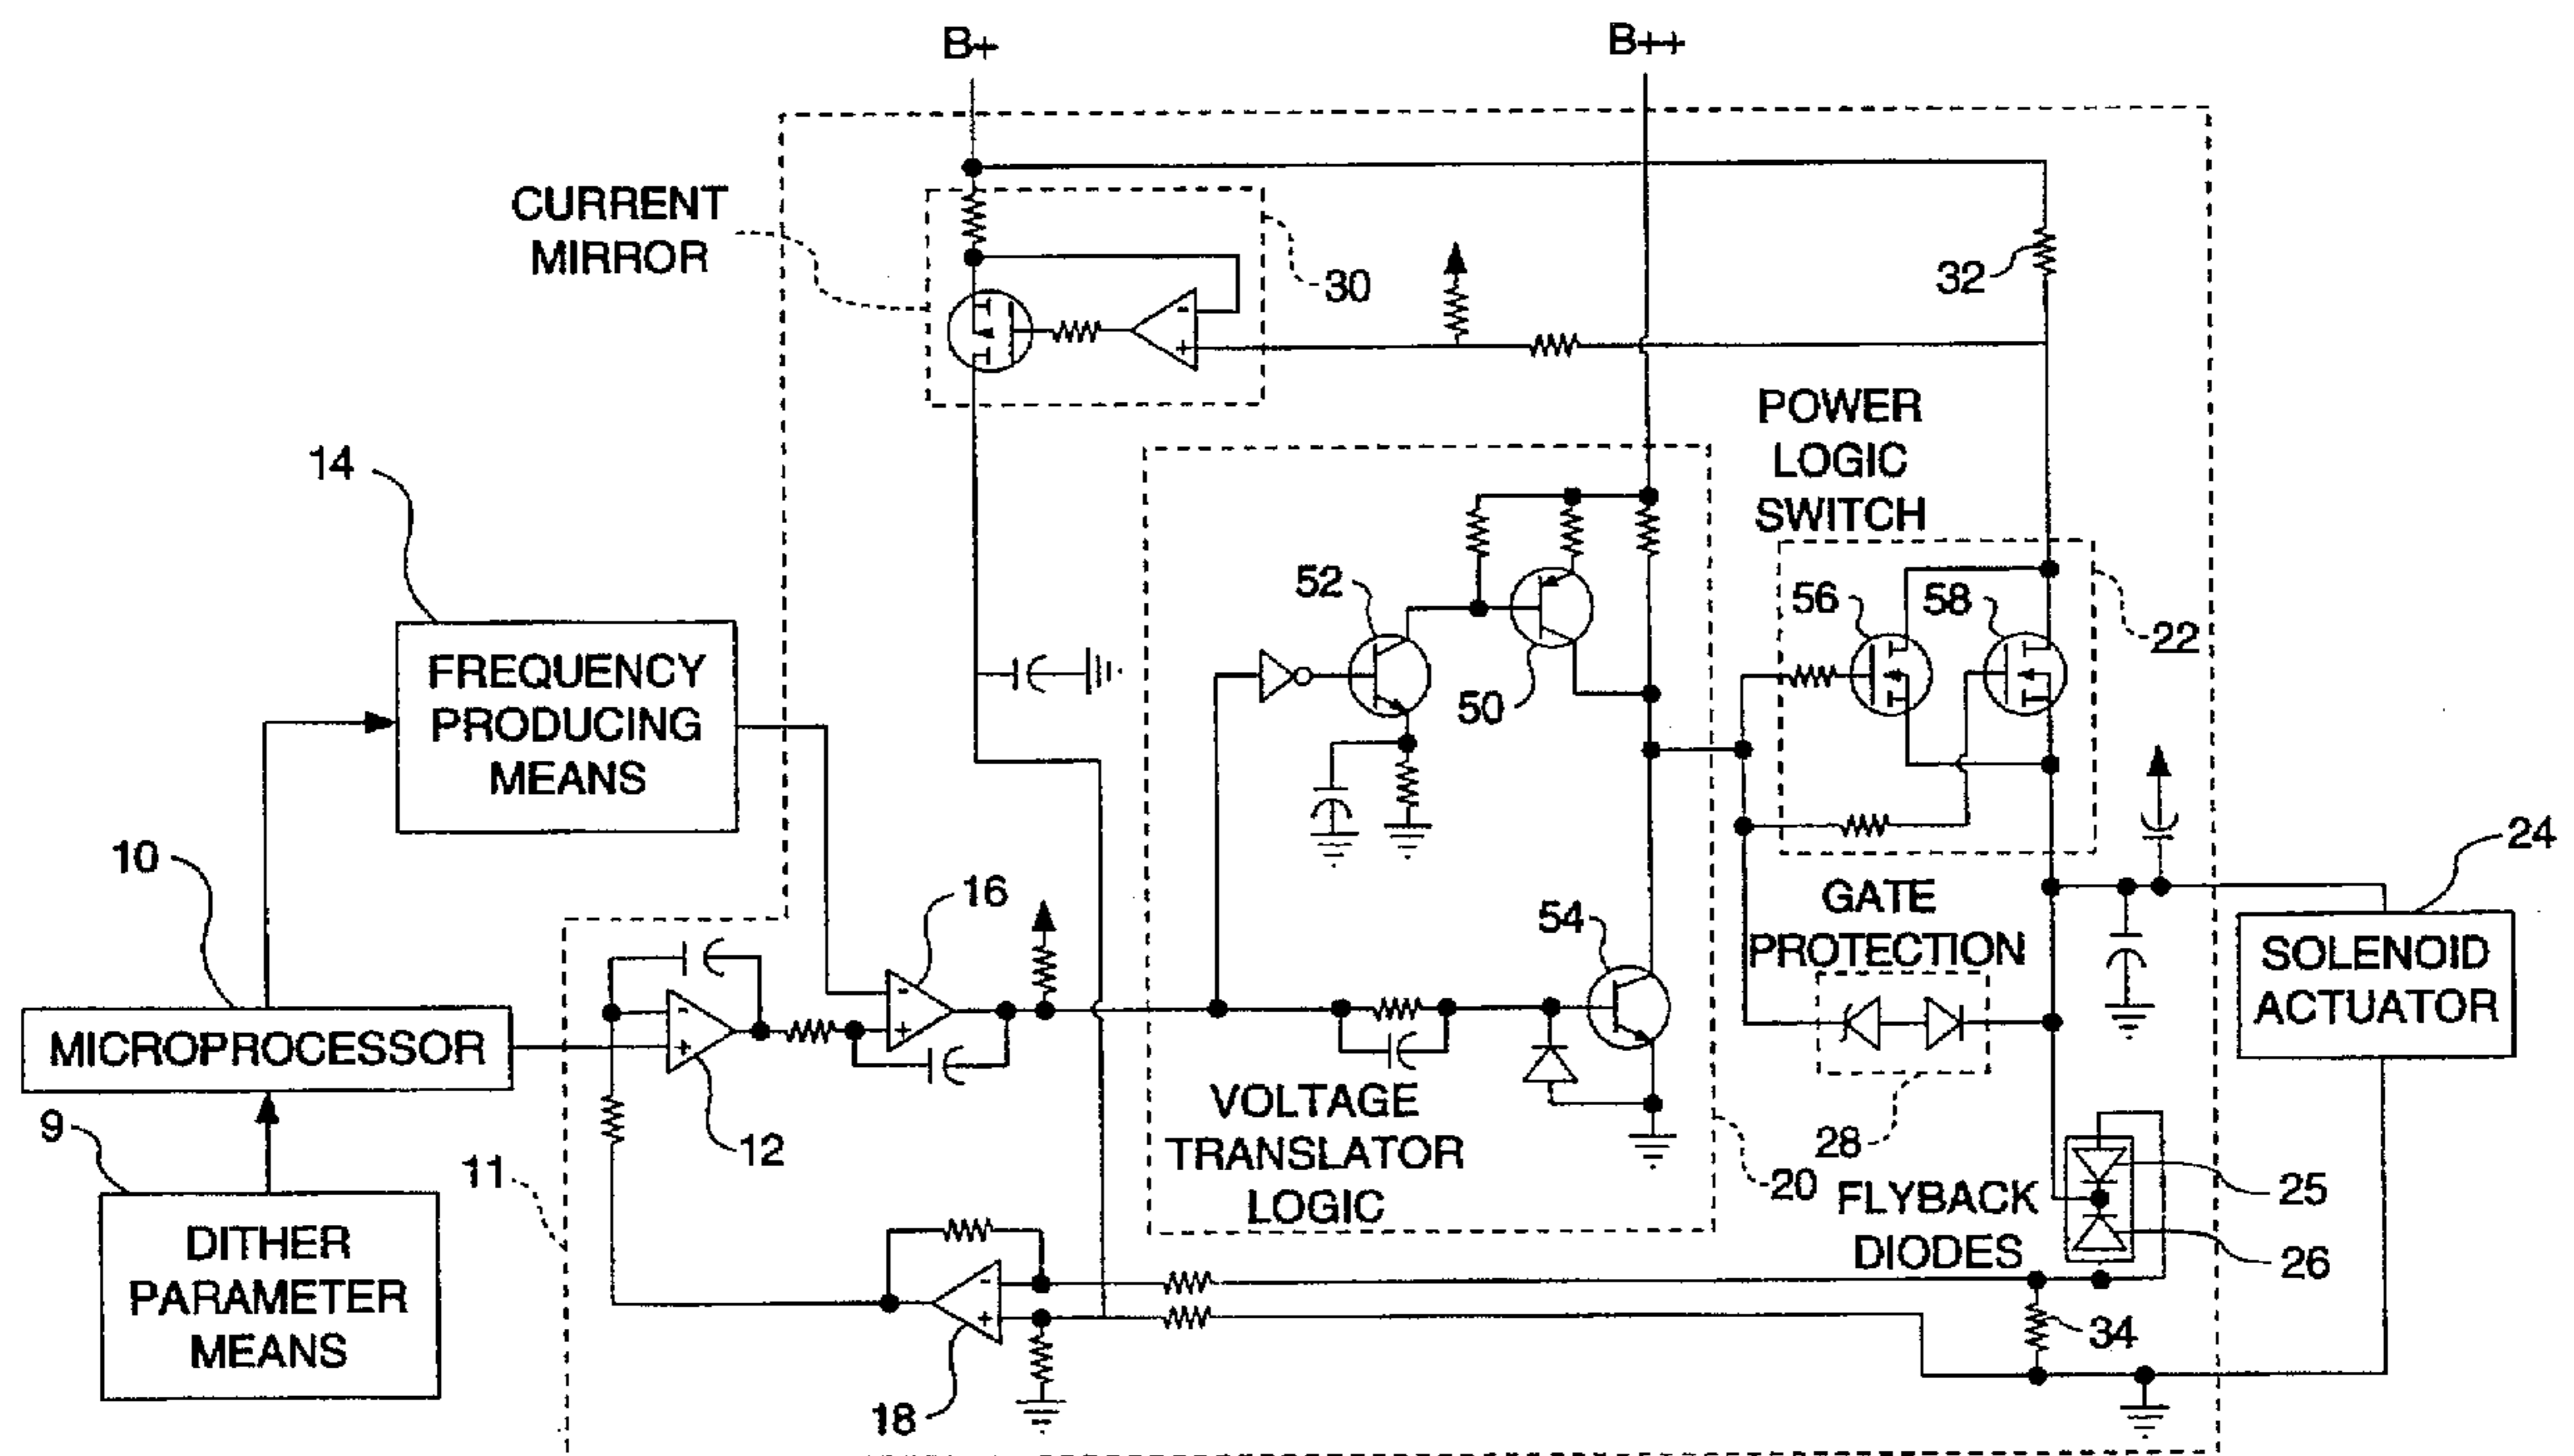 B+
B++
CURRENT
MIRROR
30
32
14
POWER
LOGIC
SWITCH
FREQUENCY
PRODUCING
MEANS
52
50
56
58
22
10
16
54
24
GATE
PROTECTION
SOLENOID
ACTUATOR
MICROPROCESSOR
-
+
12
-
+
-
+
9
11
VOLTAGE
TRANSLATOR
LOGIC
28
20
FLYBACK
DIODES
25
26
DITHER
PARAMETER
MEANS
-
+
18
34